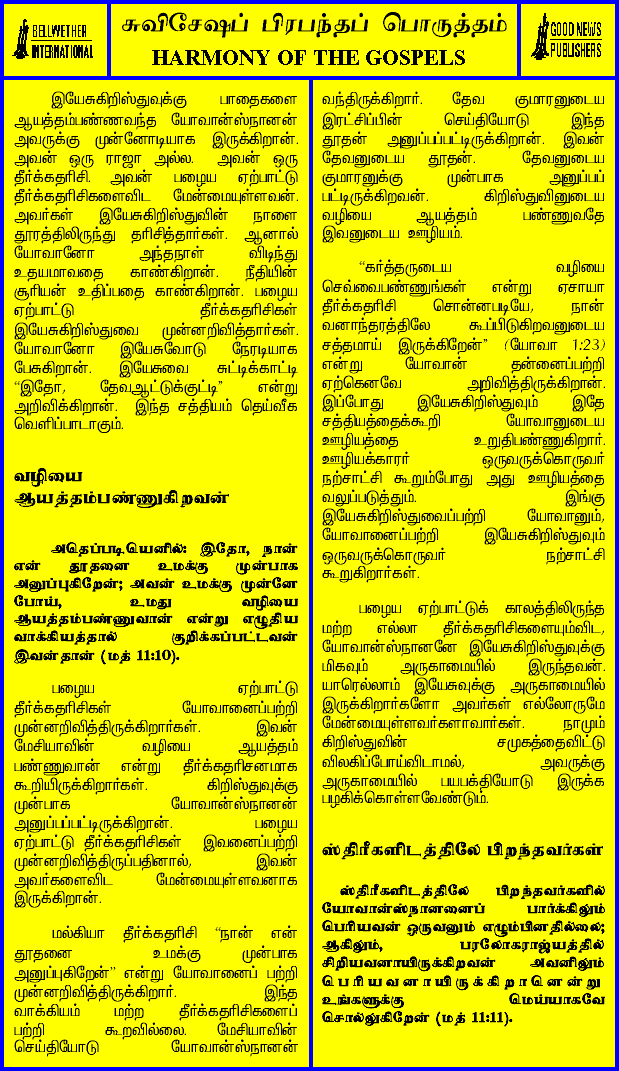 BELLWETHER
INTERNATIONAL
சுவிசேஷப் பிரபந்தப் பொருத்தம்
HARMONY OF THE GOSPELS
GOOD NEWS
PUBLISHERS
இயேசுகிறிஸ்துவுக்கு பாதைகளை
ஆயத்தம்பண்ணவந்த யோவான்ஸ்நானன்
அவருக்கு முன்னோடியாக இருக்கிறான்.
அவன் ஒரு ராஜா அல்ல. அவன் ஒரு
தீர்க்கதரிசி. அவன் பழைய ஏற்பாட்டு
தீர்க்கதரிசிகளைவிட மேன்மையுள்ளவன்.
அவர்கள் இயேசுகிறிஸ்துவின் நாளை
தூரத்திலிருந்து தரிசித்தார்கள். ஆனால்
யோவானோ அந்தநாள் விடிந்து
உதயமாவதை காண்கிறான். நீதியின்
சூரியன் உதிப்பதை காண்கிறான். பழைய
ஏற்பாட்டு தீர்க்கதரிசிகள்
இயேசுகிறிஸ்துவை முன்னறிவித்தார்கள்.
யோவானோ இயேசுவோடு நேரடியாக
பேசுகிறான். இயேசுவை சுட்டிக்காட்டி
“இதோ, தேவஆட்டுக்குட்டி” என்று
அறிவிக்கிறான். இந்த சத்தியம் தெய்வீக
வெளிப்பாடாகும்.
வழியை
ஆயத்தம்பண்ணுகிறவன்
அதெப்படியெனில்: இதோ, நான்
என் தூதனை உமக்கு முன்பாக
அனுப்புகிறேன்; அவன் உமக்கு முன்னே
போய், உமது வழியை
ஆயத்தம்பண்ணுவான் என்று எழுதிய
வாக்கியத்தால் குறிக்கப்பட்டவன்
இவன்தான் (மத் 11:10).
பழைய ஏற்பாட்டு
தீர்க்கதரிசிகள் யோவானைப்பற்றி
முன்னறிவித்திருக்கிறார்கள். இவன்
மேசியாவின் வழியை ஆயத்தம்
பண்ணுவான் என்று தீர்க்கதரிசனமாக
கூறியிருக்கிறார்கள். கிறிஸ்துவுக்கு
முன்பாக யோவான்ஸ்நானன்
அனுப்பப்பட்டிருக்கிறான். பழைய
ஏற்பாட்டு தீர்க்கதரிசிகள் இவனைப்பற்றி
முன்னறிவித்திருப்பதினால், இவன்
அவர்களைவிட மேன்மையுள்ளவனாக
இருக்கிறான்.
மல்கியா தீர்க்கதரிசி “நான் என்
தூதனை உமக்கு முன்பாக
அனுப்புகிறேன்” என்று யோவானைப் பற்றி
முன்னறிவித்திருக்கிறார். இந்த
வாக்கியம் மற்ற தீர்க்கதரிசிகளைப்
பற்றி கூறவில்லை. மேசியாவின்
செய்தியோடு யோவான்ஸ்நானன்
வந்திருக்கிறார். தேவ குமாரனுடைய
இரட்சிப்பின் செய்தியோடு இந்த
தூதன் அனுப்பப்பட்டிருக்கிறான். இவன்
தேவனுடைய தூதன். தேவனுடைய
குமாரனுக்கு முன்பாக அனுப்பப்
பட்டிருக்கிறவன். கிறிஸ்துவினுடைய
வழியை ஆயத்தம் பண்ணுவதே
இவனுடைய ஊழியம்.
“கர்த்தருடைய வழியை
செவ்வைபண்ணுங்கள் என்று ஏசாயா
தீர்க்கதரிசி சொன்னபடியே, நான்
வனாந்தரத்திலே கூப்பிடுகிறவனுடைய
சத்தமாய் இருக்கிறேன்” (யோவா 1:23)
என்று யோவான் தன்னைப்பற்றி
ஏற்கெனவே அறிவித்திருக்கிறான்.
இப்போது இயேசுகிறிஸ்துவும் இதே
சத்தியத்தைக்கூறி யோவானுடைய
ஊழியத்தை உறுதிபண்ணுகிறார்.
ஊழியக்காரர் ஒருவருக்கொருவர்
நற்சாட்சி கூறும்போது அது ஊழியத்தை
வலுப்படுத்தும். இங்கு
இயேசுகிறிஸ்துவைப்பற்றி யோவானும்,
யோவானைப்பற்றி இயேசுகிறிஸ்துவும்
ஒருவருக்கொருவர் நற்சாட்சி
கூறுகிறார்கள்.
பழைய ஏற்பாட்டுக் காலத்திலிருந்த
மற்ற எல்லா தீர்க்கதரிசிகளையும்விட,
யோவான்ஸ்நானனே இயேசுகிறிஸ்துவுக்கு
மிகவும் அருகாமையில் இருந்தவன்.
யாரெல்லாம் இயேசுவுக்கு அருகாமையில்
இருக்கிறார்களோ அவர்கள் எல்லோருமே
மேன்மையுள்ளவர்களாவார்கள். நாமும்
கிறிஸ்துவின் சமுகத்தைவிட்டு
விலகிப்போய்விடாமல், அவருக்கு
அருகாமையில் பயபக்தியோடு இருக்க
பழகிக்கொள்ளவேண்டும்.
ஸ்திரீகளிடத்திலே பிறந்தவர்கள்
ஸ்திரீகளிடத்திலே பிறந்தவர்களில்
யோவான்ஸ்நானனைப் பார்க்கிலும்
பெரியவன் ஒருவனும் எழும்பினதில்லை;
ஆகிலும், பரலோகராஜ்யத்தில்
சிறியவனாயிருக்கிறவன் அவனிலும்
பெரியவனாயிருக்கிறானென்று
உங்களுக்கு மெய்யாகவே
சொல்லுகிறேன் (மத் 11:11).